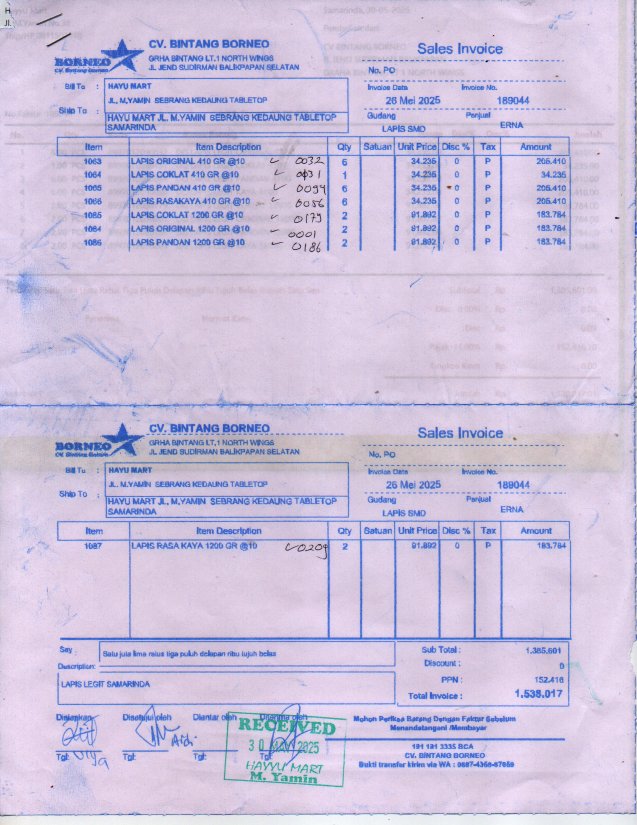 CV. BINTANG BORNEO
GRHA BINTANG LT.1 NORTH WINGS
JL JEND SUDIRMAN BALIKPAPAN SELATAN
BORNEO
CV. Bintang Borneo
Sales Invoice
No. PO
Bill To : HAYU MART
JL. M.YAMIN SEBRANG KEDAUNG TABLETOP
Invoice Date Invoice No.
26 Mei 2025 189044
Ship To : HAYU MART JL. M.YAMIN SEBRANG KEDAUNG TABLETOP
SAMARINDA
Gudang Penjual
LAPIS SMD ERNA
Item Item Description Qty Satuan Unit Price Disc % Tax Amount
1063 LAPIS ORIGINAL 410 GR @10 0032 6 34.235 0 P 205.410
1064 LAPIS COKLAT 410 GR @10 0031 1 34.235 0 P 34.235
1065 LAPIS PANDAN 410 GR @10 0094 6 34.235 0 P 205.410
1066 LAPIS RASAKAYA 410 GR @10 0056 6 34.235 0 P 205.410
1085 LAPIS COKLAT 1200 GR @10 0179 2 91.892 0 P 183.784
1084 LAPIS ORIGINAL 1200 GR @10 0001 2 91.892 0 P 183.784
1086 LAPIS PANDAN 1200 GR @10 0186 2 91.892 0 P 183.784
CV. BINTANG BORNEO
GRHA BINTANG LT.1 NORTH WINGS
JL JEND SUDIRMAN BALIKPAPAN SELATAN
BORNEO
CV. Bintang Borneo
Sales Invoice
No. PO
Bill To : HAYU MART
JL. M.YAMIN SEBRANG KEDAUNG TABLETOP
Invoice Date Invoice No.
26 Mei 2025 189044
Ship To : HAYU MART JL. M.YAMIN SEBRANG KEDAUNG TABLETOP
SAMARINDA
Gudang Penjual
LAPIS SMD ERNA
Item Item Description Qty Satuan Unit Price Disc % Tax Amount
1087 LAPIS RASA KAYA 1200 GR @10 0209 2 91.892 0 P 183.784
Say : Satu juta lima ratus tiga puluh delapan ribu tujuh belas
Sub Total : 1.385.601
Discount : 0
Description:
LAPIS LEGIT SAMARINDA
PPN : 152.416
Total Invoice : 1.538.017
Disiapkan Disetujui oleh Diantar oleh Diterima oleh
Mohon Periksa Barang Dengan Faktur Sebelum
Menandatangani /Membayar
RECEIVED
30 MAY 2025
HAYYU MART
M. Yamin
Tgl: Tgl: Tgl: Tgl:
191 191 3335 BCA
CV. BINTANG BORNEO